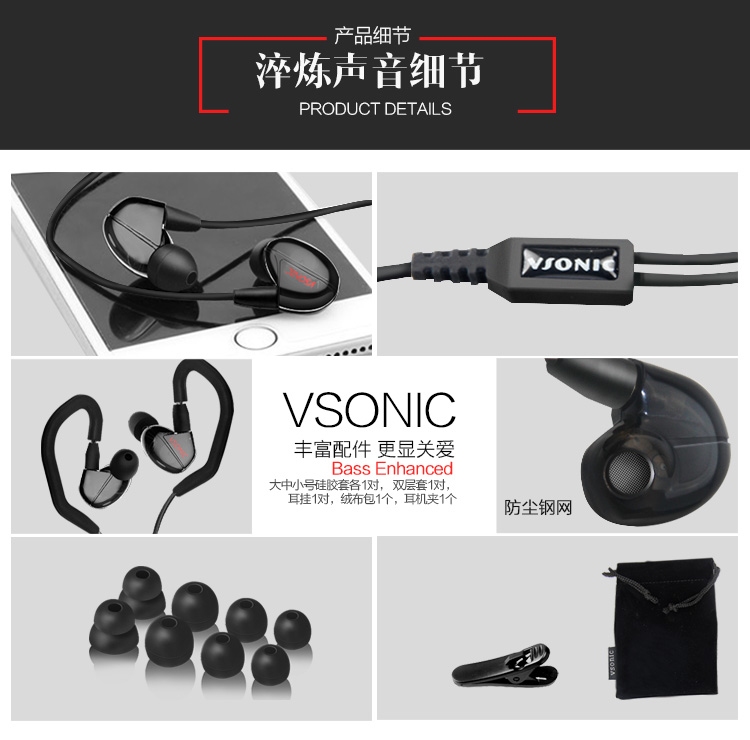 产品细节
淬炼声音细节
PRODUCT DETAILS
VSONIC
VSONIC
丰富配件 更显关爱
Bass Enhanced
大中小号硅胶套各1对，双层套1对，
耳挂1对，绒布包1个，耳机夹1个
防尘钢网
vsonic